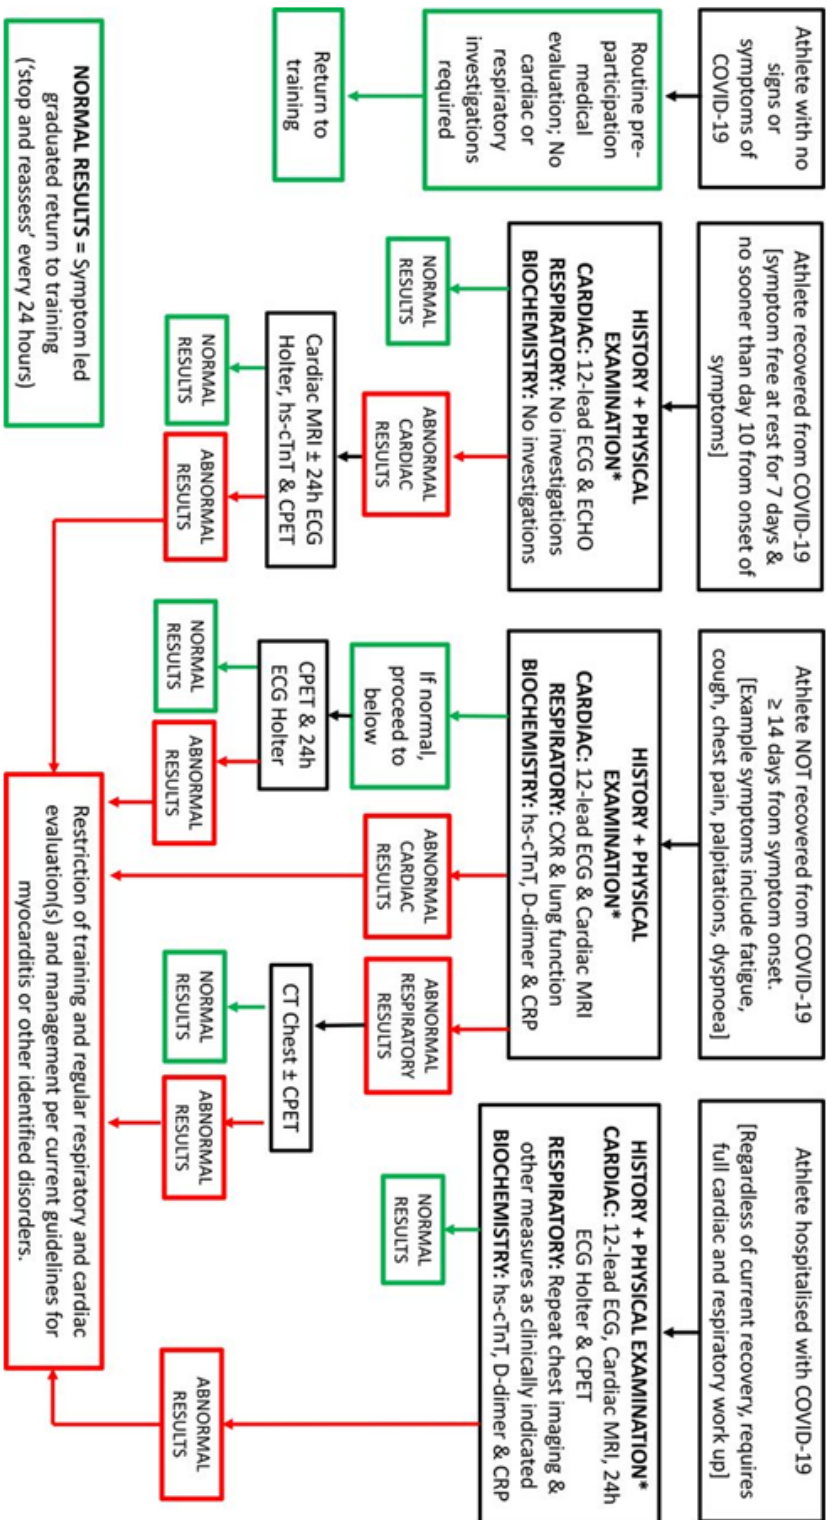 Athlete with no
signs or
symptoms of
COVID-19
Routine pre-
participation
medical
evaluation; No
cardiac or
respiratory
investigations
required
Return to
training
Athlete recovered from COVID-19
[symptom free at rest for 7 days &
no sooner than day 10 from onset of
symptoms]
HISTORY + PHYSICAL
EXAMINATION*
CARDIAC: 12-lead ECG & ECHO
RESPIRATORY: No investigations
BIOCHEMISTRY: No investigations
NORMAL
RESULTS
ABNORMAL
CARDIAC
RESULTS
Cardiac MRI ± 24h ECG
Holter, hs-cTnT & CPET
NORMAL
RESULTS
ABNORMAL
RESULTS
Athlete NOT recovered from COVID-19
≥ 14 days from symptom onset.
[Example symptoms include fatigue,
cough, chest pain, palpitations, dyspnoea]
HISTORY + PHYSICAL
EXAMINATION*
CARDIAC: 12-lead ECG & Cardiac MRI
RESPIRATORY: CXR & lung function
BIOCHEMISTRY: hs-cTnT, D-dimer & CRP
If normal,
proceed to
below
ABNORMAL
CARDIAC
RESULTS
ABNORMAL
RESPIRATORY
RESULTS
CPET & 24h
ECG Holter
CT Chest ± CPET
NORMAL
RESULTS
ABNORMAL
RESULTS
NORMAL
RESULTS
ABNORMAL
RESULTS
Athlete hospitalised with COVID-19
[Regardless of current recovery, requires
full cardiac and respiratory work up]
HISTORY + PHYSICAL EXAMINATION*
CARDIAC: 12-lead ECG, Cardiac MRI, 24h
ECG Holter & CPET
RESPIRATORY: Repeat chest imaging &
other measures as clinically indicated
BIOCHEMISTRY: hs-cTnT, D-dimer & CRP
NORMAL
RESULTS
ABNORMAL
RESULTS
NORMAL RESULTS = Symptom led
graduated return to training
(‘stop and reassess’ every 24 hours)
Restriction of training and regular respiratory and cardiac
evaluation(s) and management per current guidelines for
myocarditis or other identified disorders.